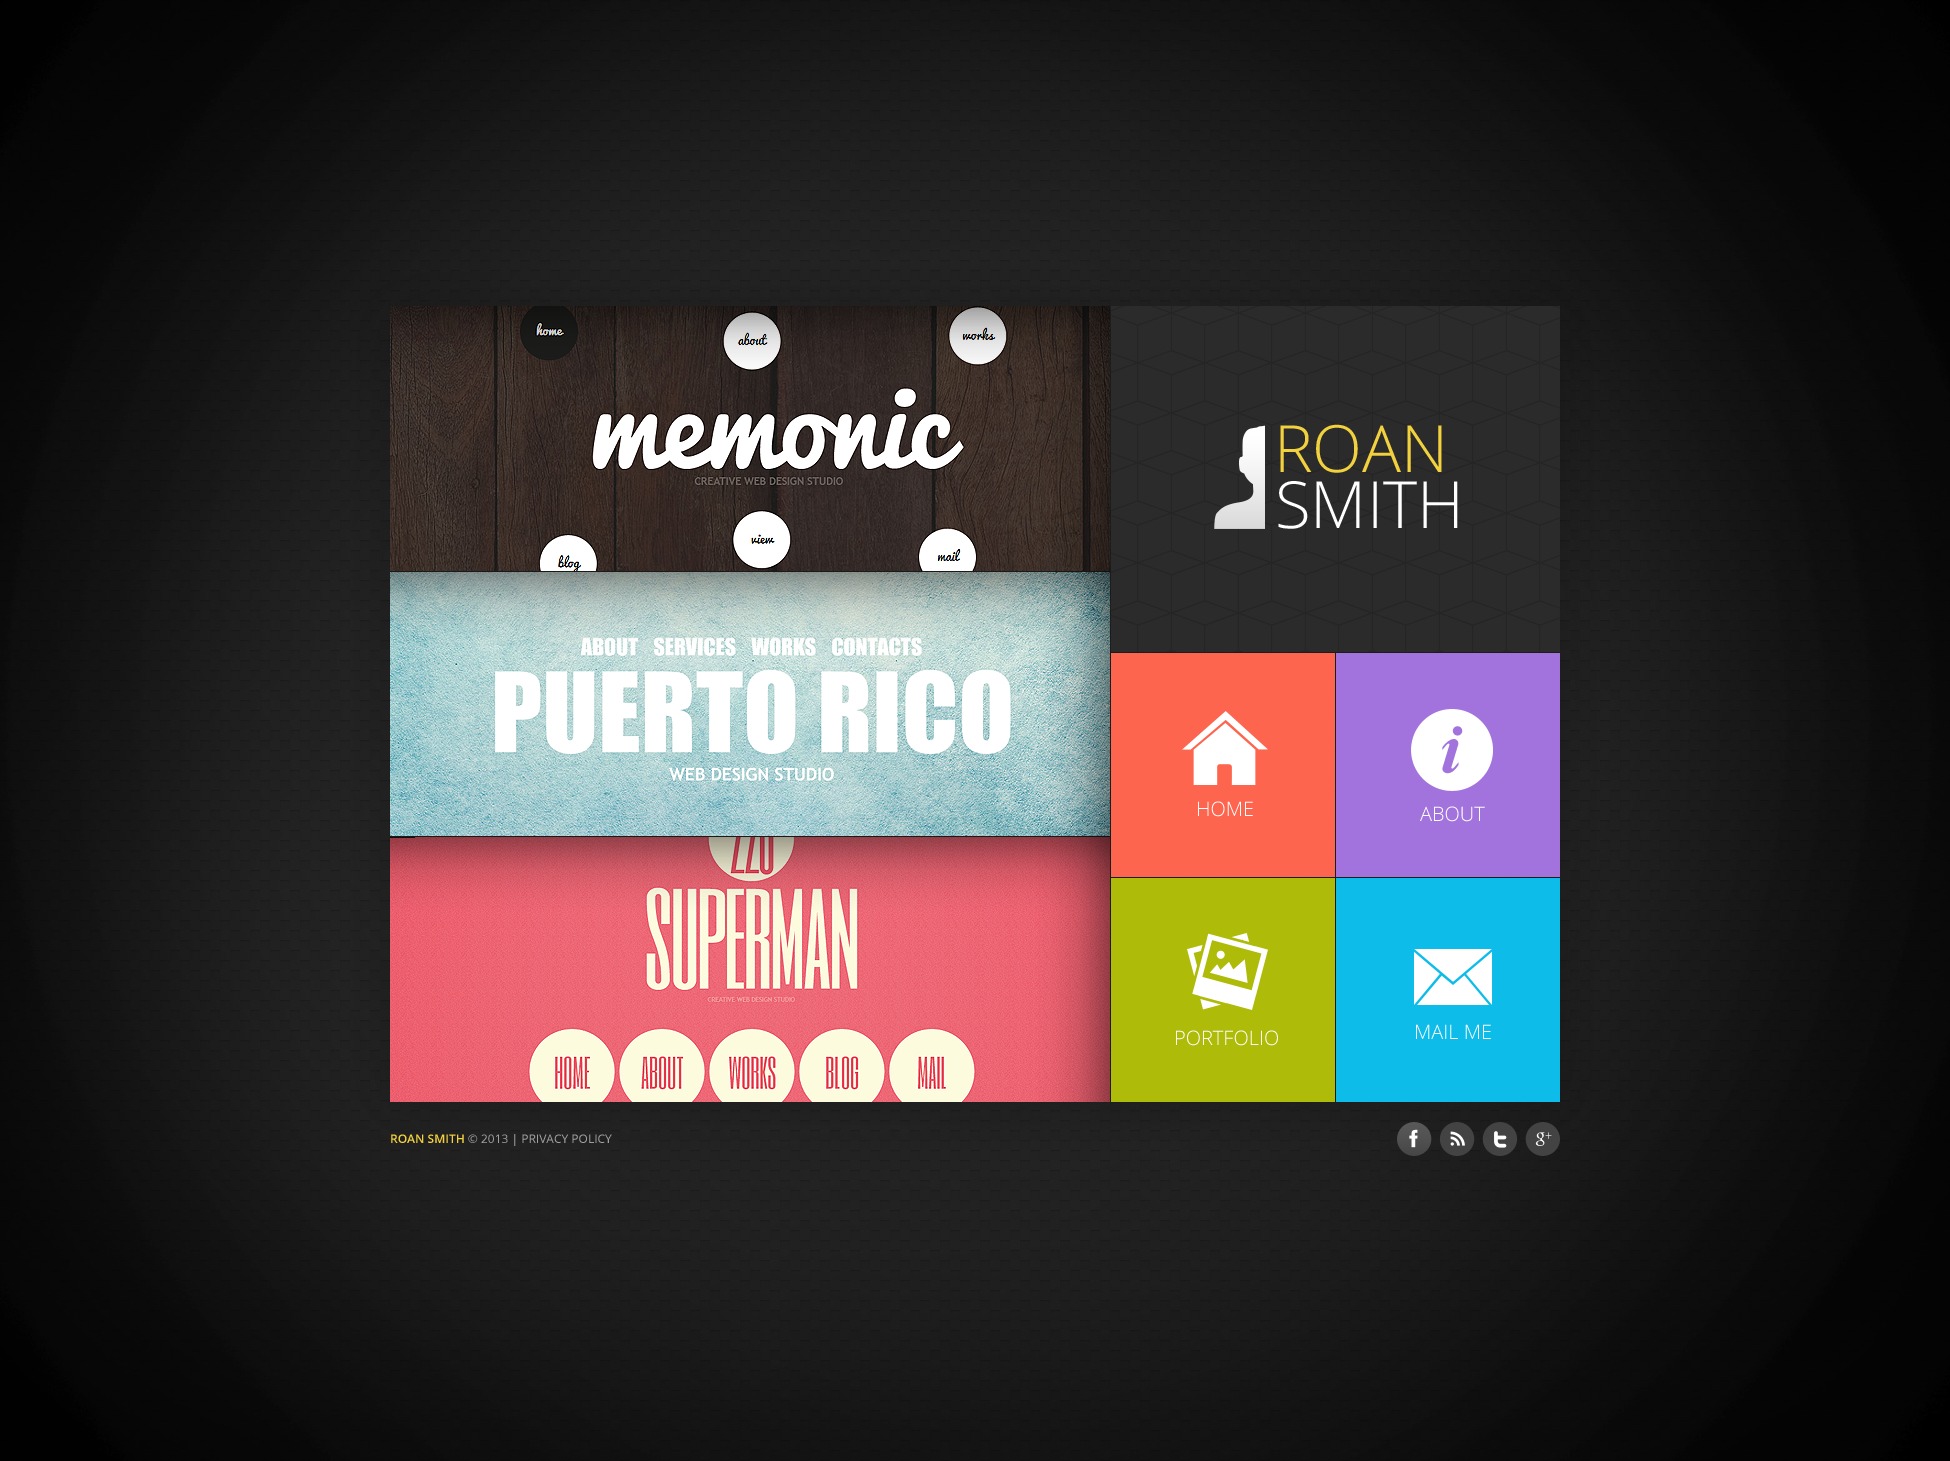 home
about
works
memonic
CREATIVE WEB DESIGN STUDIO
blog
view
mail
ABOUT SERVICES WORKS CONTACTS
PUERTO RICO
WEB DESIGN STUDIO
SUPERMAN
CREATIVE WEB DESIGN STUDIO
HOME ABOUT WORKS BLOG MAIL
ROAN
SMITH
HOME
ABOUT
PORTFOLIO
MAIL ME
ROAN SMITH © 2013 | PRIVACY POLICY